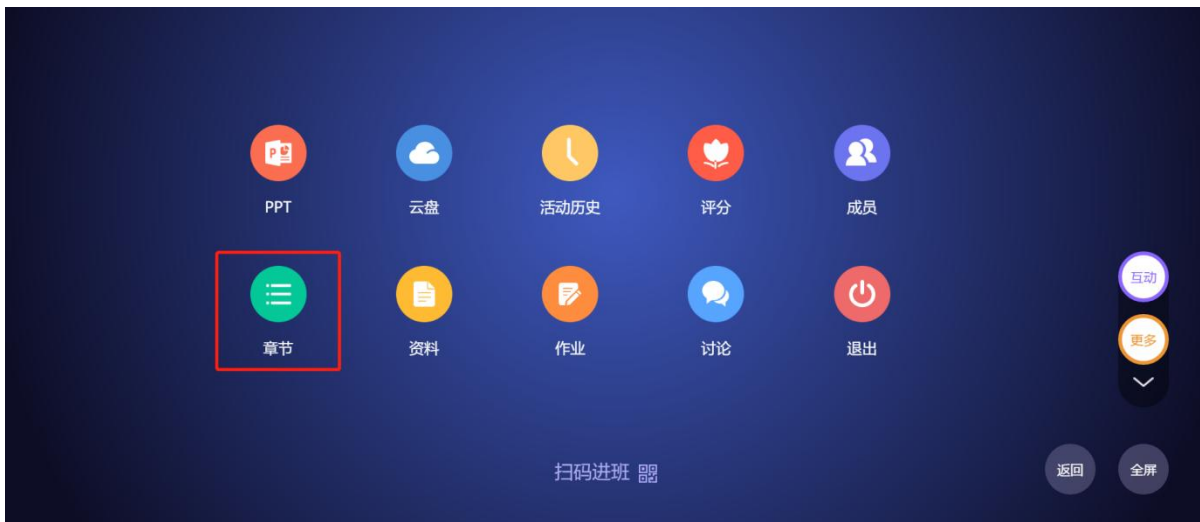 PPT 云盘 活动历史 评分 成员
章节 资料 作业 讨论 退出
互动
更多
扫码进班
返回 全屏